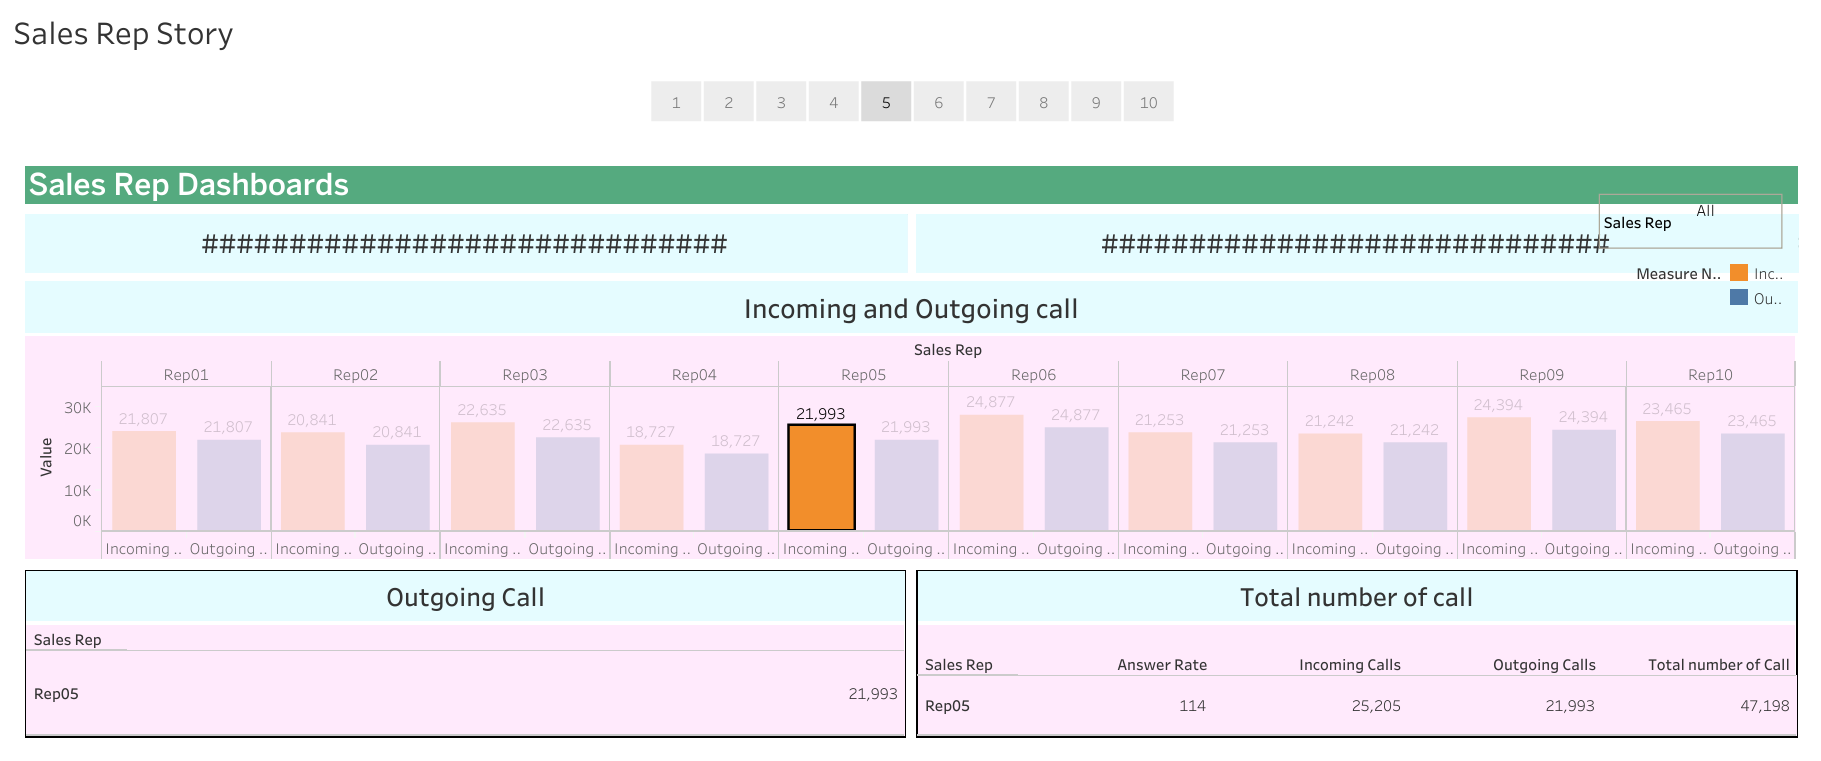 Sales Rep Story
1 2 3 4 5 6 7 8 9 10
Sales Rep Dashboards
All
Sales Rep
##############################
#############################
Measure N..
Inc..
Ou..
Incoming and Outgoing call
Sales Rep
Rep01 Rep02 Rep03 Rep04 Rep05 Rep06 Rep07 Rep08 Rep09 Rep10
Value
30K
20K
10K
0K
21,807 21,807 20,841 20,841 22,635 22,635 18,727 18,727 21,993 21,993 24,877 24,877 21,253 21,253 21,242 21,242 24,394 24,394 23,465 23,465
Incoming .. Outgoing .. Incoming .. Outgoing .. Incoming .. Outgoing .. Incoming .. Outgoing .. Incoming .. Outgoing .. Incoming .. Outgoing .. Incoming .. Outgoing .. Incoming .. Outgoing .. Incoming .. Outgoing .. Incoming .. Outgoing ..
Outgoing Call
Sales Rep
Rep05 21,993
Total number of call
Sales Rep Answer Rate Incoming Calls Outgoing Calls Total number of Call
Rep05 114 25,205 21,993 47,198